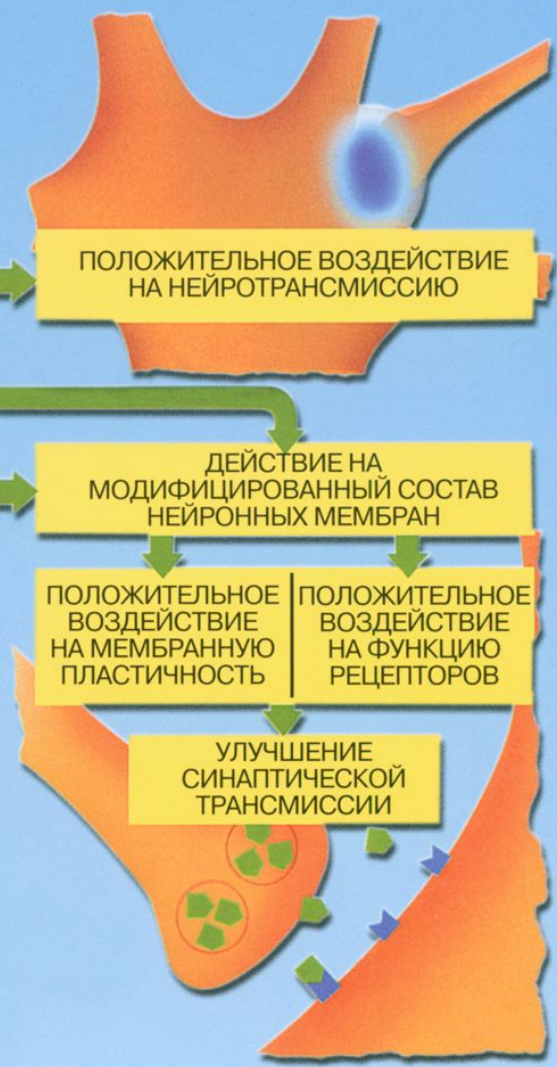 ПОЛОЖИТЕЛЬНОЕ ВОЗДЕЙСТВИЕ
НА НЕЙРОТРАНСМИССИЮ
ДЕЙСТВИЕ НА
МОДИФИЦИРОВАННЫЙ СОСТАВ
НЕЙРОННЫХ МЕМБРАН
ПОЛОЖИТЕЛЬНОЕ
ВОЗДЕЙСТВИЕ
НА МЕМБРАННУЮ
ПЛАСТИЧНОСТЬ
ПОЛОЖИТЕЛЬНОЕ
ВОЗДЕЙСТВИЕ
НА ФУНКЦИЮ
РЕЦЕПТОРОВ
УЛУЧШЕНИЕ
СИНАПТИЧЕСКОЙ
ТРАНСМИССИИ